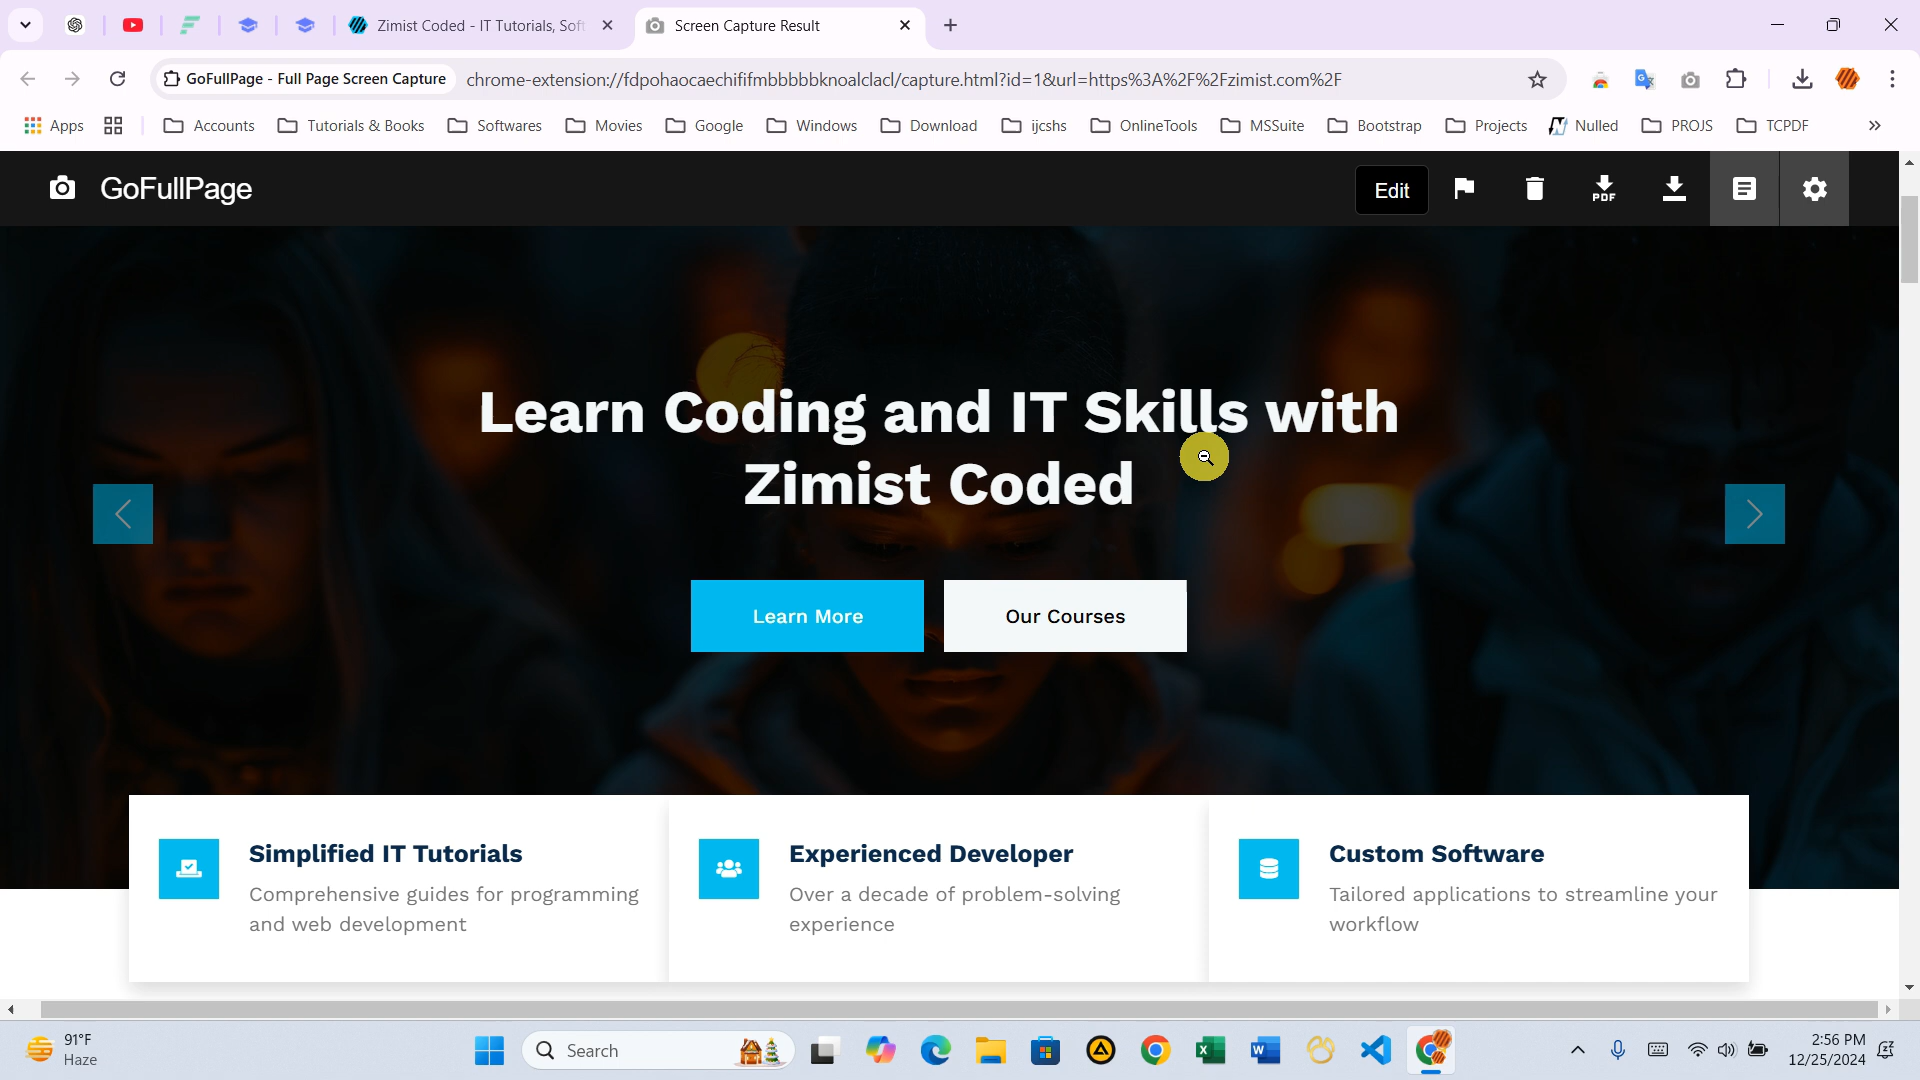 Zimist Coded - IT Tutorials, Soft
Screen Capture Result
GoFullPage - Full Page Screen Capture
chrome-extension://fdpohaocaechififmbbbbbknoalclacl/capture.html?id=1&url=https%3A%2F%2Fzimist.com%2F
Apps
Accounts
Tutorials & Books
Softwares
Movies
Google
Windows
Download
ijcshs
OnlineTools
MSSuite
Bootstrap
Projects
Nulled
PROJS
TCPDF
»
GoFullPage
Edit
PDF
Learn Coding and IT Skills with
Zimist Coded
Learn More
Our Courses
Simplified IT Tutorials
Comprehensive guides for programming
and web development
Experienced Developer
Over a decade of problem-solving
experience
Custom Software
Tailored applications to streamline your
workflow
91°F
Haze
Search
2:56 PM
12/25/2024